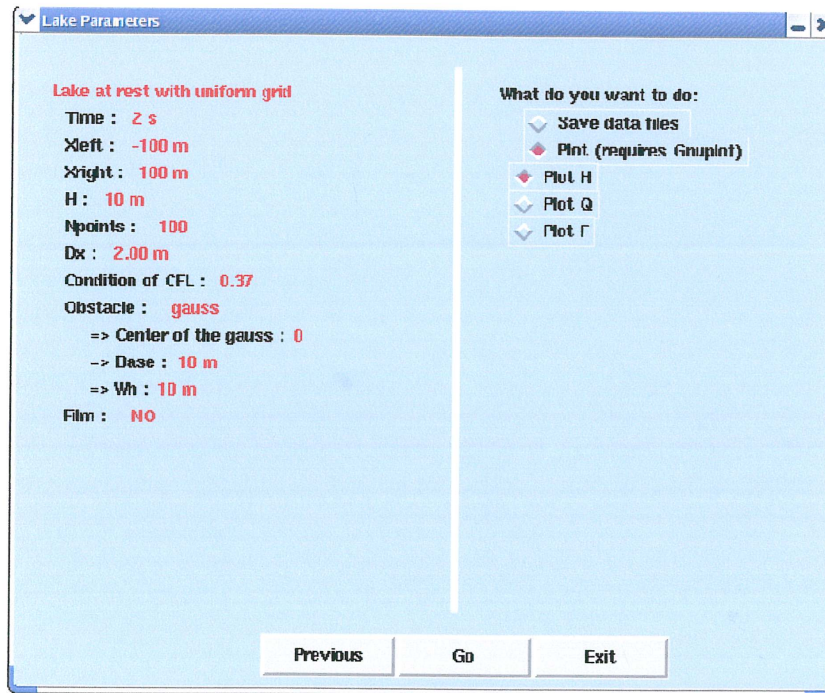 Lake Parameters
Lake at rest with uniform grid
Time : 2 s
Xleft : -100 m
Xright : 100 m
H : 10 m
Npoints : 100
Dx : 2.00 m
Condition of CFL : 0.37
Obstacle : gauss
=> Center of the gauss : 0
=> Base : 10 m
=> Wh : 10 m
Film : NO
What do you want to do:
Save data files
Plot (requires Gnuplot)
Plot H
Plot Q
Plot F
Previous
Go
Exit